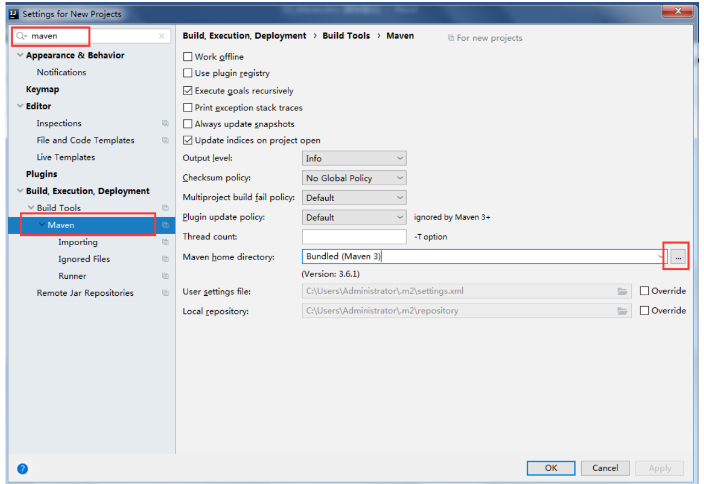 Settings for New Projects
maven
Appearance & Behavior
Notifications
Keymap
Editor
Inspections
File and Code Templates
Live Templates
Plugins
Build, Execution, Deployment
Build Tools
Maven
Importing
Ignored Files
Runner
Remote Jar Repositories
Build, Execution, Deployment › Build Tools › Maven For new projects
Work offline
Use plugin registry
Execute goals recursively
Print exception stack traces
Always update snapshots
Update indices on project open
Output level: Info
Checksum policy: No Global Policy
Multiproject build fail policy: Default
Plugin update policy: Default ignored by Maven 3+
Thread count: -T option
Maven home directory: Bundled (Maven 3) ...
(Version: 3.6.1)
User settings file: C:\Users\Administrator\.m2\settings.xml Override
Local repository: C:\Users\Administrator\.m2\repository Override
? OK Cancel Apply